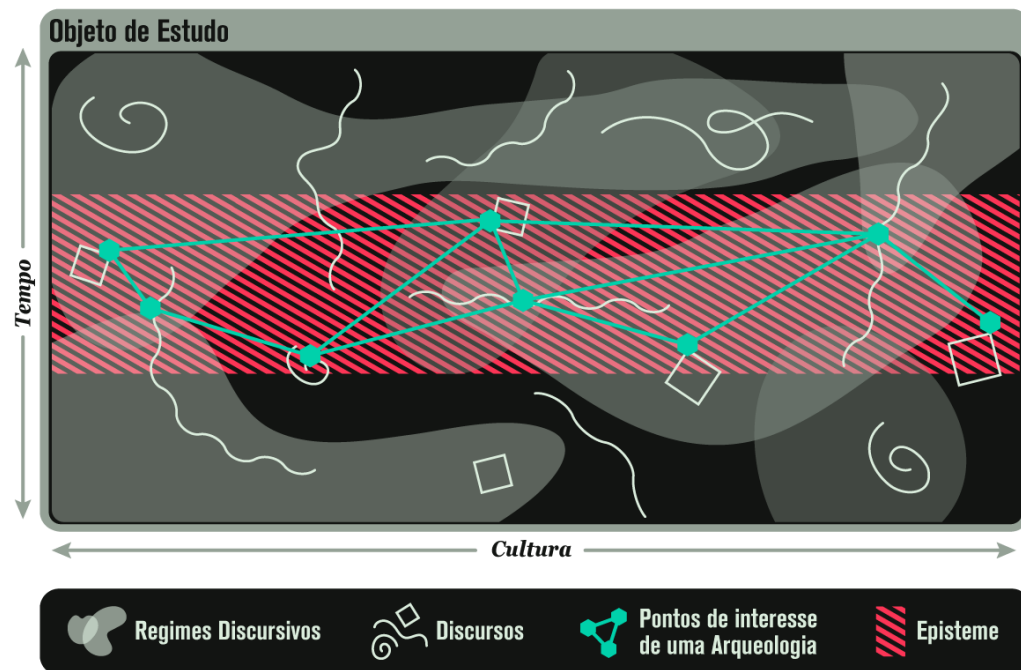 Objeto de Estudo
Tempo
Cultura
Regimes Discursivos
Discursos
Pontos de interesse
de uma Arqueologia
Episteme